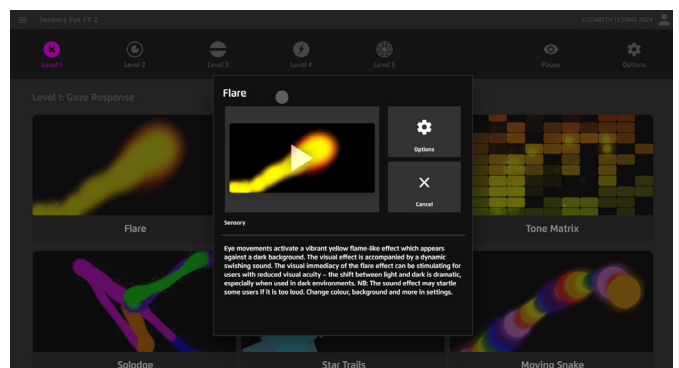 Sensory Eye FX 2
ELIZABETH TESTING 2024
Level 1
Level 2
Level 3
Level 4
Level 5
Pause
Options
Level 1: Gaze Response
Flare
Options
Cancel
Sensory
Eye movements activate a vibrant yellow flame-like effect which appears
against a dark background. The visual effect is accompanied by a dynamic
swishing sound. The visual immediacy of the flare effect can be stimulating for
users with reduced visual acuity – the shift between light and dark is dramatic,
especially when used in dark environments. NB: The sound effect may startle
some users if it is too loud. Change colour, background and more in settings.
Flare
Tone Matrix
Splodge
Star Trails
Moving Snake